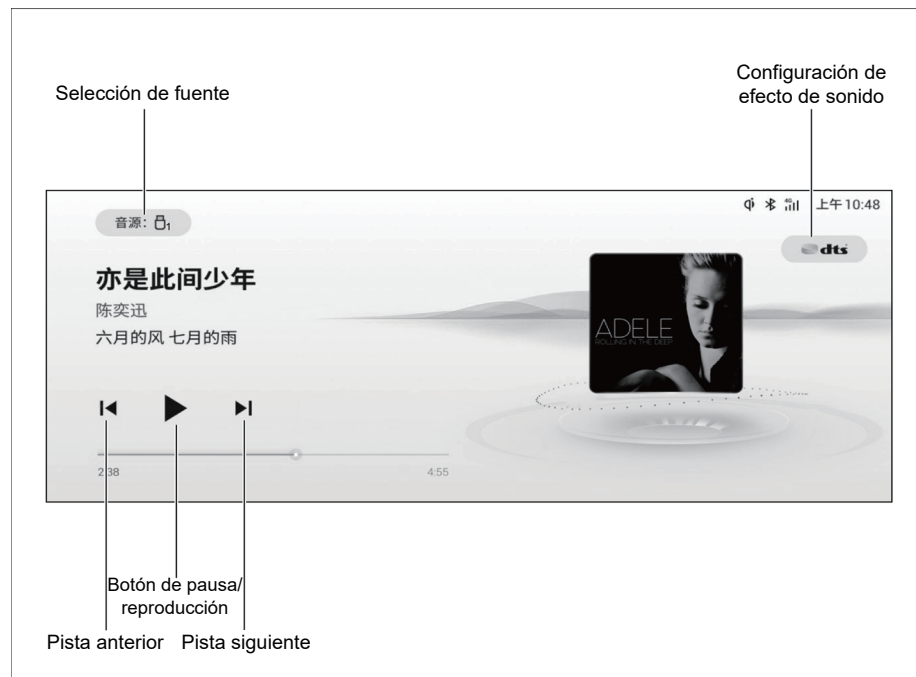 Selección de fuente
Configuración de
efecto de sonido
上午10:48
音源: 1
dts
亦是此间少年
陈奕迅
六月的风 七月的雨
ADELE
ROLLING IN THE DEEP
2:38
4:55
Botón de pausa/
reproducción
Pista anterior
Pista siguiente